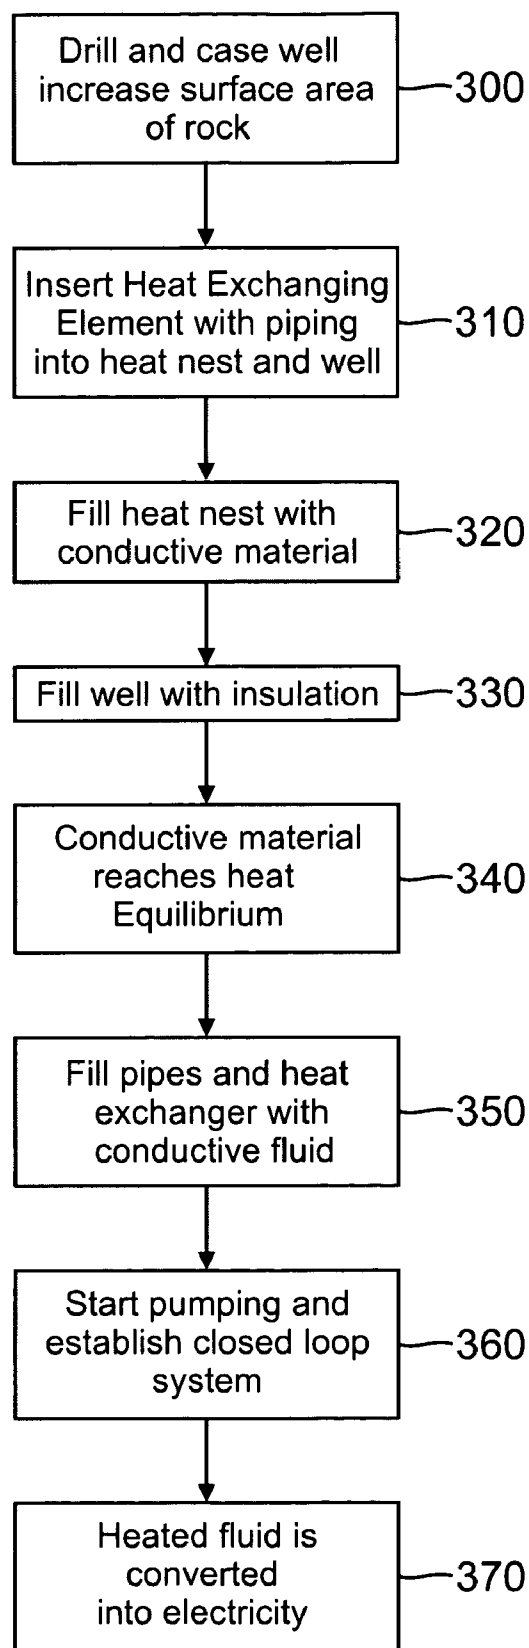 Drill and case well
increase surface area
of rock
300
Insert Heat Exchanging
Element with piping
into heat nest and well
310
Fill heat nest with
conductive material
320
Fill well with insulation
330
Conductive material
reaches heat
Equilibrium
340
Fill pipes and heat
exchanger with
conductive fluid
350
Start pumping and
establish closed loop
system
360
Heated fluid is
converted
into electricity
370